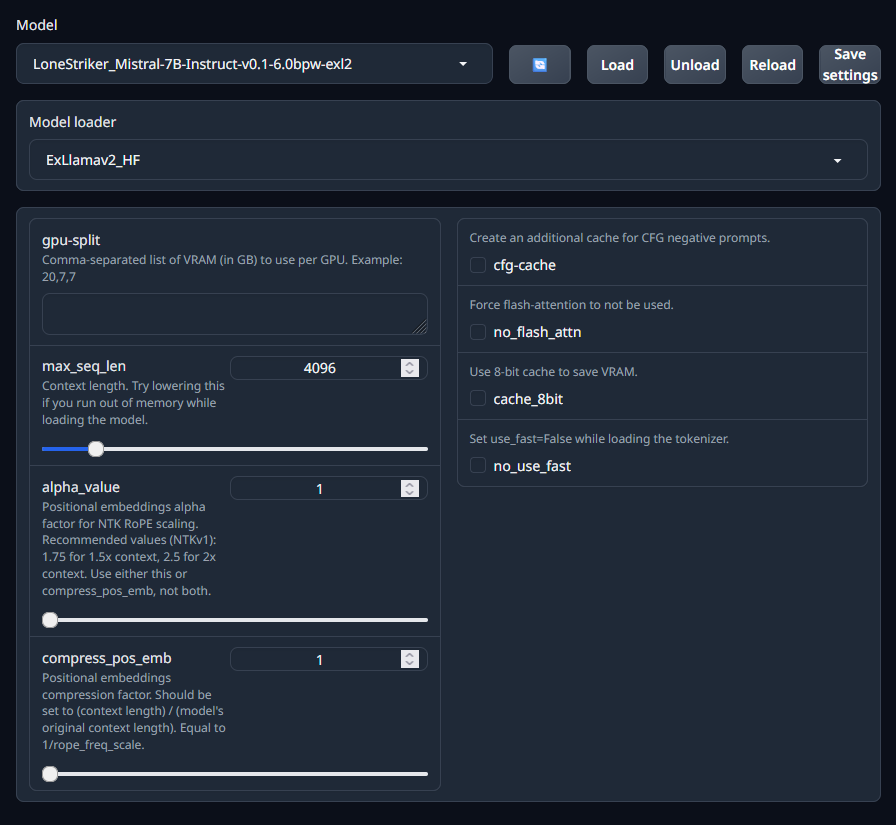 Model
LoneStriker_Mistral-7B-Instruct-v0.1-6.0bpw-exl2
Load
Unload
Reload
Save
settings
Model loader
ExLlamav2_HF
gpu-split
Comma-separated list of VRAM (in GB) to use per GPU. Example:
20,7,7
max_seq_len
4096
Context length. Try lowering this
if you run out of memory while
loading the model.
alpha_value
1
Positional embeddings alpha
factor for NTK RoPE scaling.
Recommended values (NTKv1):
1.75 for 1.5x context, 2.5 for 2x
context. Use either this or
compress_pos_emb, not both.
compress_pos_emb
1
Positional embeddings
compression factor. Should be
set to (context length) / (model's
original context length). Equal to
1/rope_freq_scale.
Create an additional cache for CFG negative prompts.
cfg-cache
Force flash-attention to not be used.
no_flash_attn
Use 8-bit cache to save VRAM.
cache_8bit
Set use_fast=False while loading the tokenizer.
no_use_fast